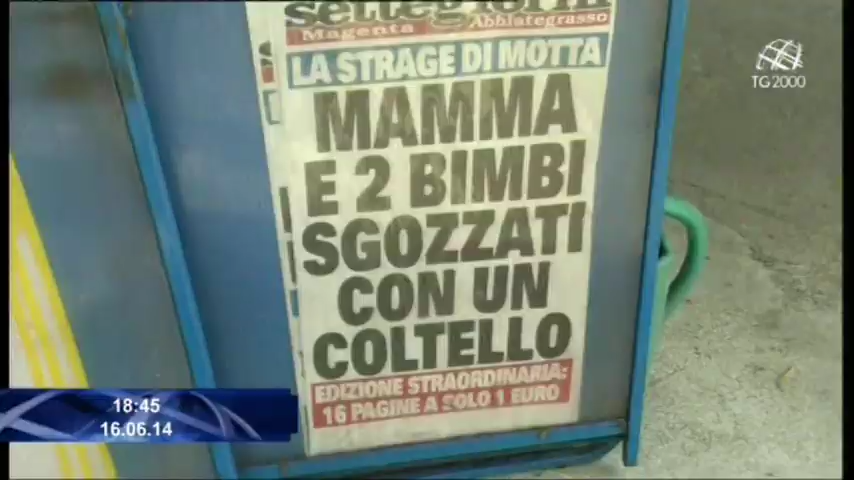 settegiorni
Magenta Abbiategrasso
LA STRAGE DI MOTTA
MAMMA
E 2 BIMBI
SGOZZATI
CON UN
COLTELLO
EDIZIONE STRAORDINARIA:
16 PAGINE A SOLO 1 EURO
TG2000
18:45
16.06.14